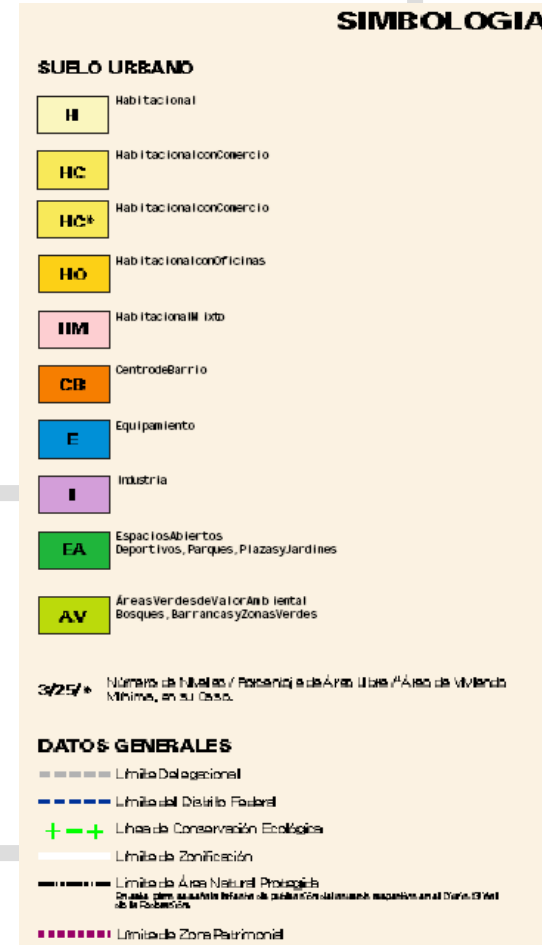 SIMBOLOGIA
SUELO URBANO
H Habitacional
HC HabitacionalconComercio
HC* HabitacionalconComercio
HO HabitacionalconOficinas
HM HabitacionalMixto
CB CentrodeBarrio
E Equipamiento
I Industria
EA EspaciosAbiertos
Deportivos,Parques,PlazasyJardines
AV ÁreasVerdesdeValorAmbiental
Bosques,BarrancasyZonasVerdes
3/25/* Número de Niveles / Porcentaje de Área Libre /*Área de Vivienda
Mínima, en su Caso.
DATOS GENERALES
Límite Delegacional
Límite del Distrito Federal
Línea de Conservación Ecológica
Límite de Zonificación
Límite de Área Natural Protegida
de la Federación
Límite de Zona Patrimonial